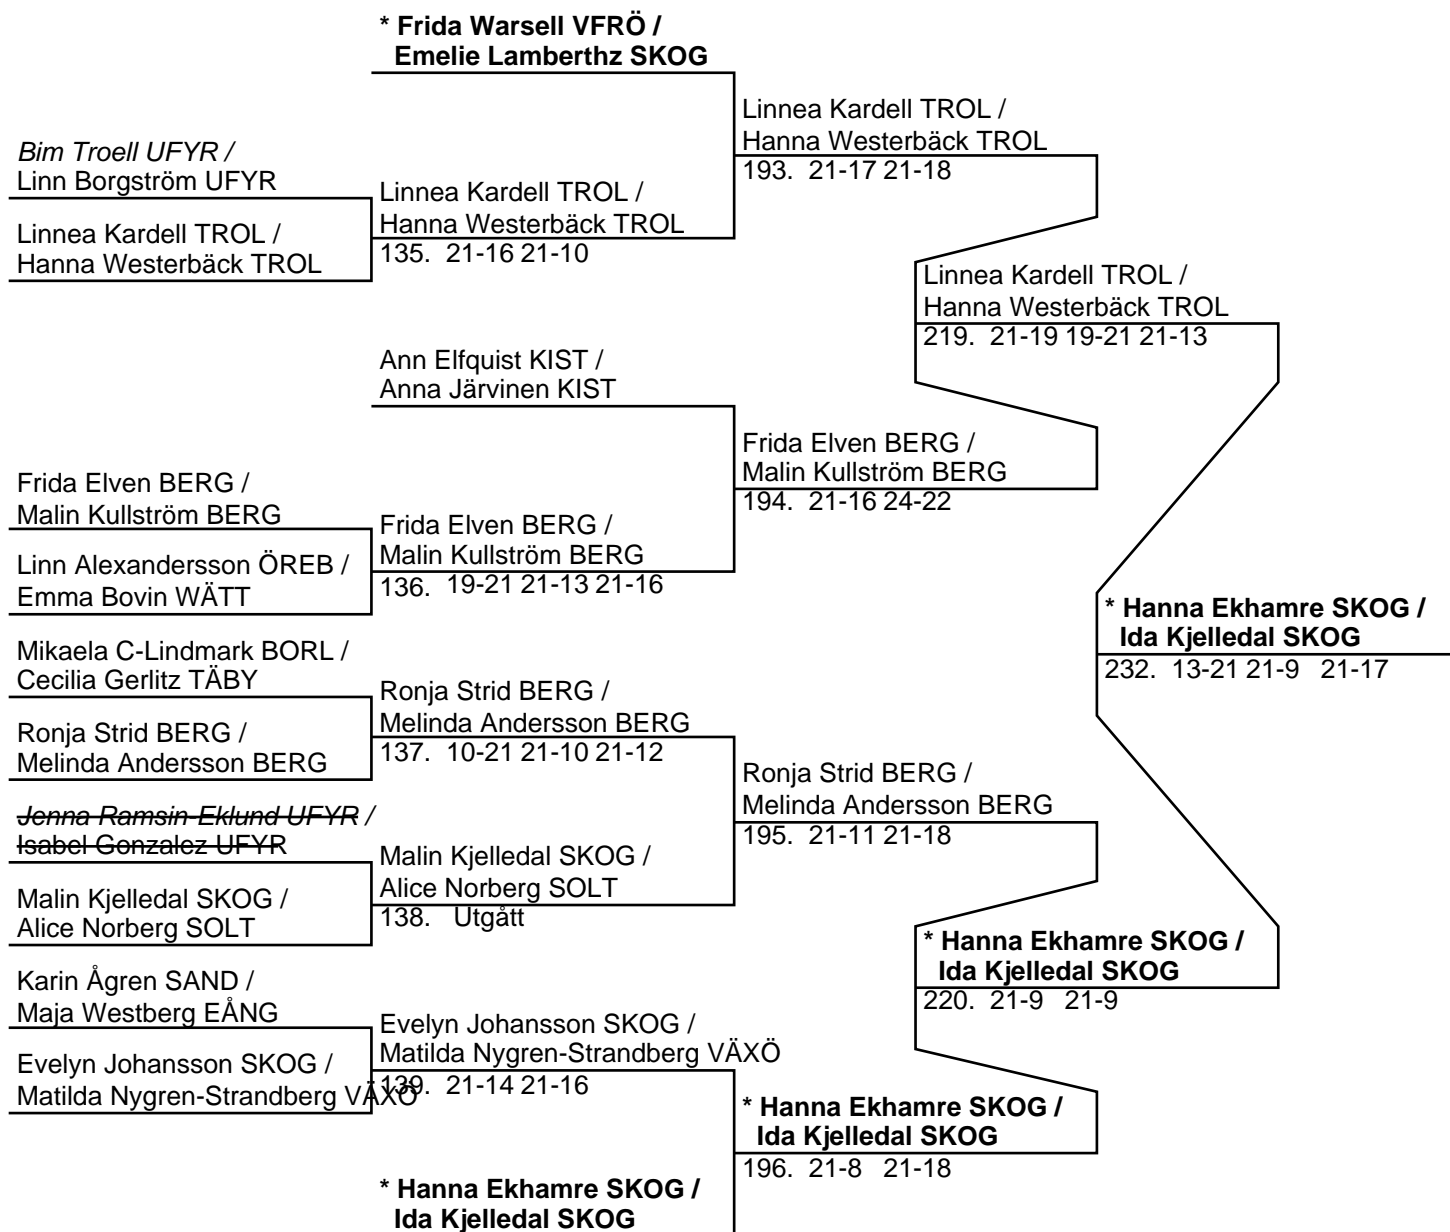 * Frida Warsell VFRÖ /
Emelie Lamberthz SKOG
Linnea Kardell TROL /
Hanna Westerbäck TROL
193. 21-17 21-18
Bim Troell UFYR /
Linn Borgström UFYR
Linnea Kardell TROL /
Hanna Westerbäck TROL
135. 21-16 21-10
Linnea Kardell TROL /
Hanna Westerbäck TROL
Linnea Kardell TROL /
Hanna Westerbäck TROL
219. 21-19 19-21 21-13
Ann Elfquist KIST /
Anna Järvinen KIST
Frida Elven BERG /
Malin Kullström BERG
194. 21-16 24-22
Frida Elven BERG /
Malin Kullström BERG
Frida Elven BERG /
Malin Kullström BERG
136. 19-21 21-13 21-16
Linn Alexandersson ÖREB /
Emma Bovin WÄTT
* Hanna Ekhamre SKOG /
Ida Kjelledal SKOG
232. 13-21 21-9 21-17
Mikaela C-Lindmark BORL /
Cecilia Gerlitz TÄBY
Ronja Strid BERG /
Melinda Andersson BERG
137. 10-21 21-10 21-12
Ronja Strid BERG /
Melinda Andersson BERG
Ronja Strid BERG /
Melinda Andersson BERG
195. 21-11 21-18
Jenna Ramsin-Eklund UFYR /
Isabel Gonzalez UFYR
Malin Kjelledal SKOG /
Alice Norberg SOLT
138. Utgått
Malin Kjelledal SKOG /
Alice Norberg SOLT
* Hanna Ekhamre SKOG /
Ida Kjelledal SKOG
220. 21-9 21-9
Karin Ågren SAND /
Maja Westberg EÅNG
Evelyn Johansson SKOG /
Matilda Nygren-Strandberg VÄXÖ
139. 21-14 21-16
Evelyn Johansson SKOG /
Matilda Nygren-Strandberg VÄXÖ
* Hanna Ekhamre SKOG /
Ida Kjelledal SKOG
196. 21-8 21-18
* Hanna Ekhamre SKOG /
Ida Kjelledal SKOG